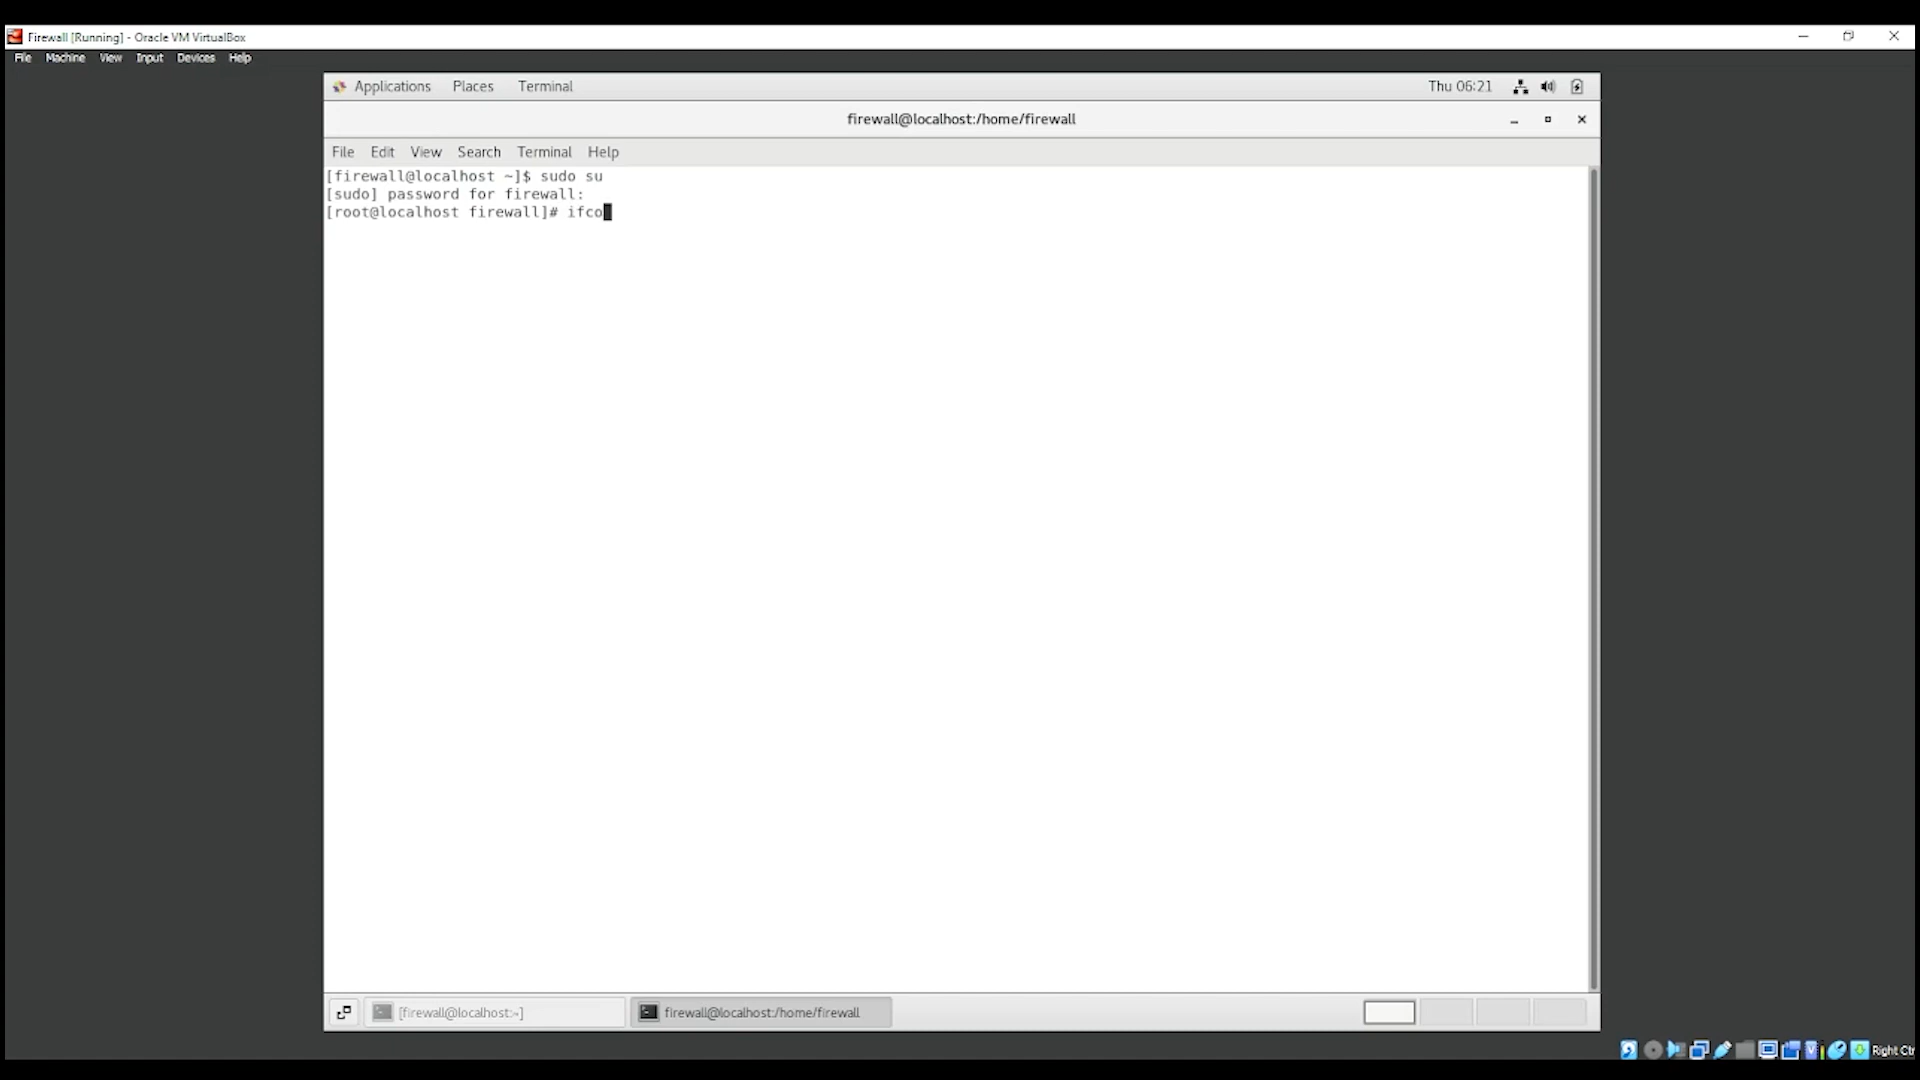 Firewall [Running] - Oracle VM VirtualBox
File Machine View Input Devices Help
Applications Places Terminal Thu 06:21
firewall@localhost:/home/firewall
File Edit View Search Terminal Help
[firewall@localhost ~]$ sudo su
[sudo] password for firewall:
[root@localhost firewall]# ifco
[firewall@localhost:~] firewall@localhost:/home/firewall
Right Ctr